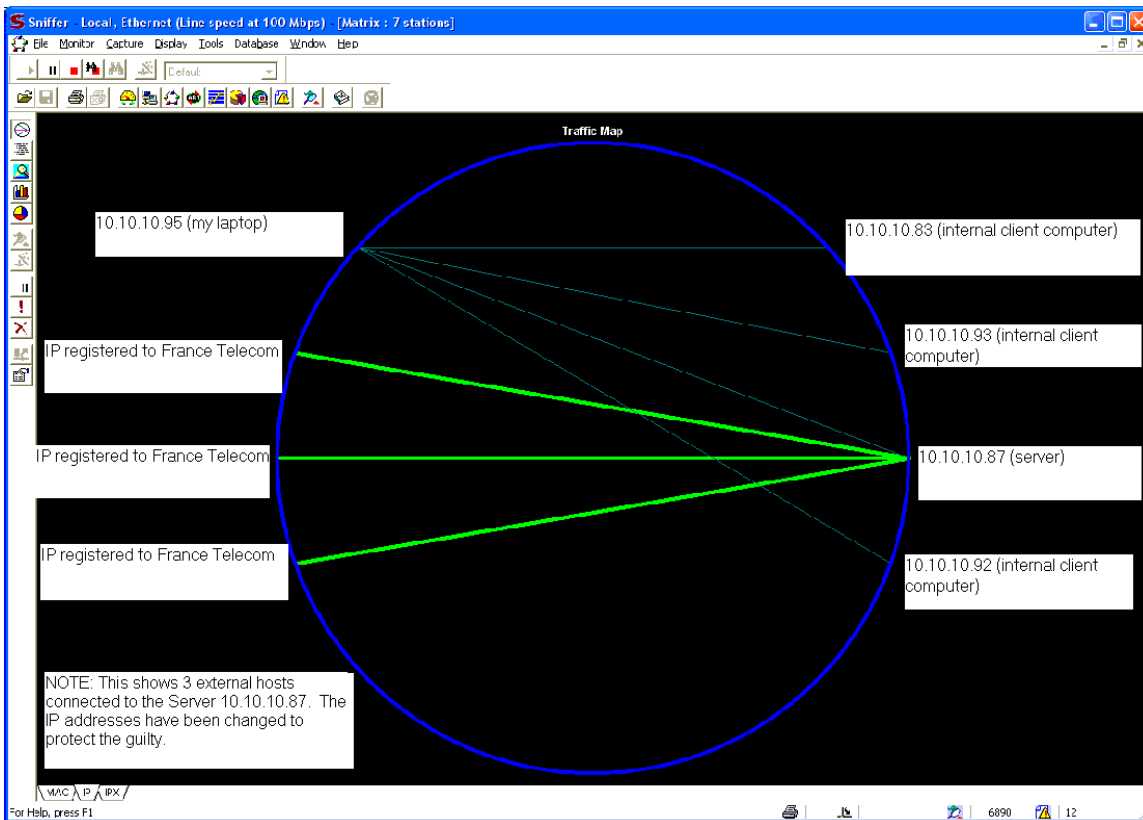 Sniffer - Local, Ethernet (Line speed at 100 Mbps) - [Matrix : 7 stations]
File Monitor Capture Display Tools Database Window Help
Default
Traffic Map
10.10.10.95 (my laptop)
10.10.10.83 (internal client computer)
IP registered to France Telecom
10.10.10.93 (internal client
computer)
IP registered to France Telecom
10.10.10.87 (server)
IP registered to France Telecom
10.10.10.92 (internal client
computer)
NOTE: This shows 3 external hosts
connected to the Server 10.10.10.87. The
IP addresses have been changed to
protect the guilty.
MAC IP IPX
For Help, press F1
6890 12